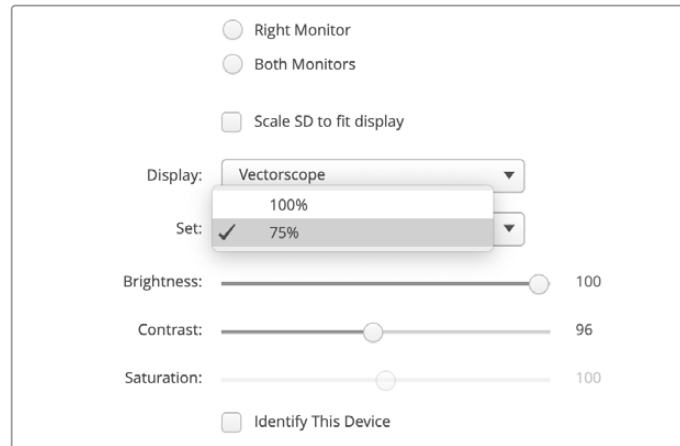 Right Monitor
Both Monitors
Scale SD to fit display
Display: Vectorscope
100%
Set: 75%
Brightness: 100
Contrast: 96
Saturation: 100
Identify This Device